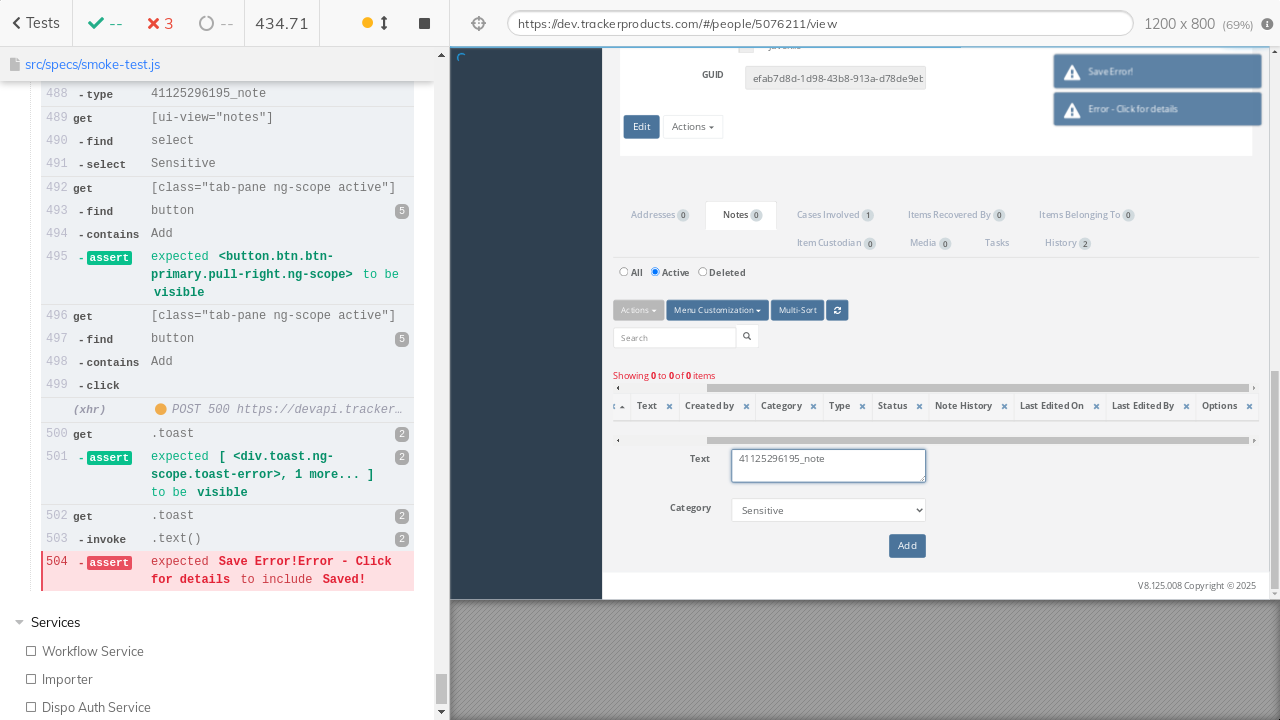 Tests
--
3
--
434.71
https://dev.trackerproducts.com/#/people/5076211/view
1200 x 800 (69%)
src/specs/smoke-test.js
488 - type 41125296195_note
489 get [ui-view="notes"]
490 - find select
491 - select Sensitive
492 get [class="tab-pane ng-scope active"]
493 - find button 5
494 - contains Add
495 - assert expected <button.btn.btn-
primary.pull-right.ng-scope> to be
visible
496 get [class="tab-pane ng-scope active"]
497 - find button 5
498 - contains Add
499 - click
(xhr) POST 500 https://devapi.tracker...
500 get .toast 2
501 - assert expected [ <div.toast.ng- 2
scope.toast-error>, 1 more... ]
to be visible
502 get .toast 2
503 - invoke .text() 2
504 - assert expected Save Error!Error - Click
for details to include Saved!
Services
Workflow Service
Importer
Dispo Auth Service
GUID efab7d8d-1d98-43b8-913a-d78de9eb
Save Error!
Error - Click for details
Edit Actions
Addresses 0 Notes 0 Cases Involved 1 Items Recovered By 0 Items Belonging To 0
Item Custodian 0 Media 0 Tasks History 2
All Active Deleted
Actions Menu Customization Multi-Sort
Search
Showing 0 to 0 of 0 items
Text Created by Category Type Status Note History Last Edited On Last Edited By Options
Text 41125296195_note
Category Sensitive
Add
V8.125.008 Copyright © 2025